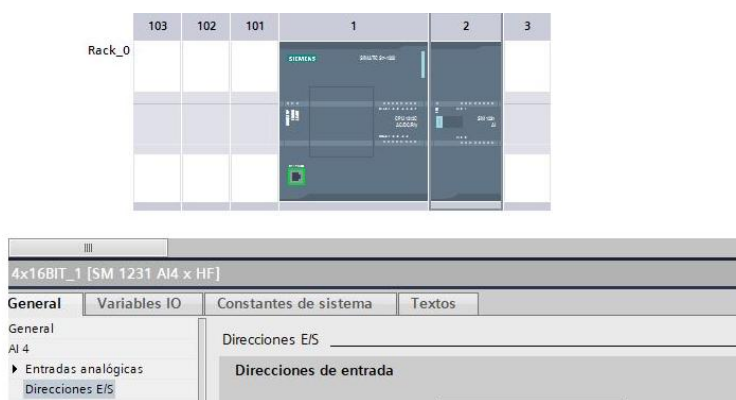 103 102 101 1 2 3
Rack_0
SIEMENS
4x16BIT_1 [SM 1231 AI4 x HF]
General Variables IO Constantes de sistema Textos
General
AI 4
Entradas analógicas
Direcciones E/S
Direcciones E/S
Direcciones de entrada